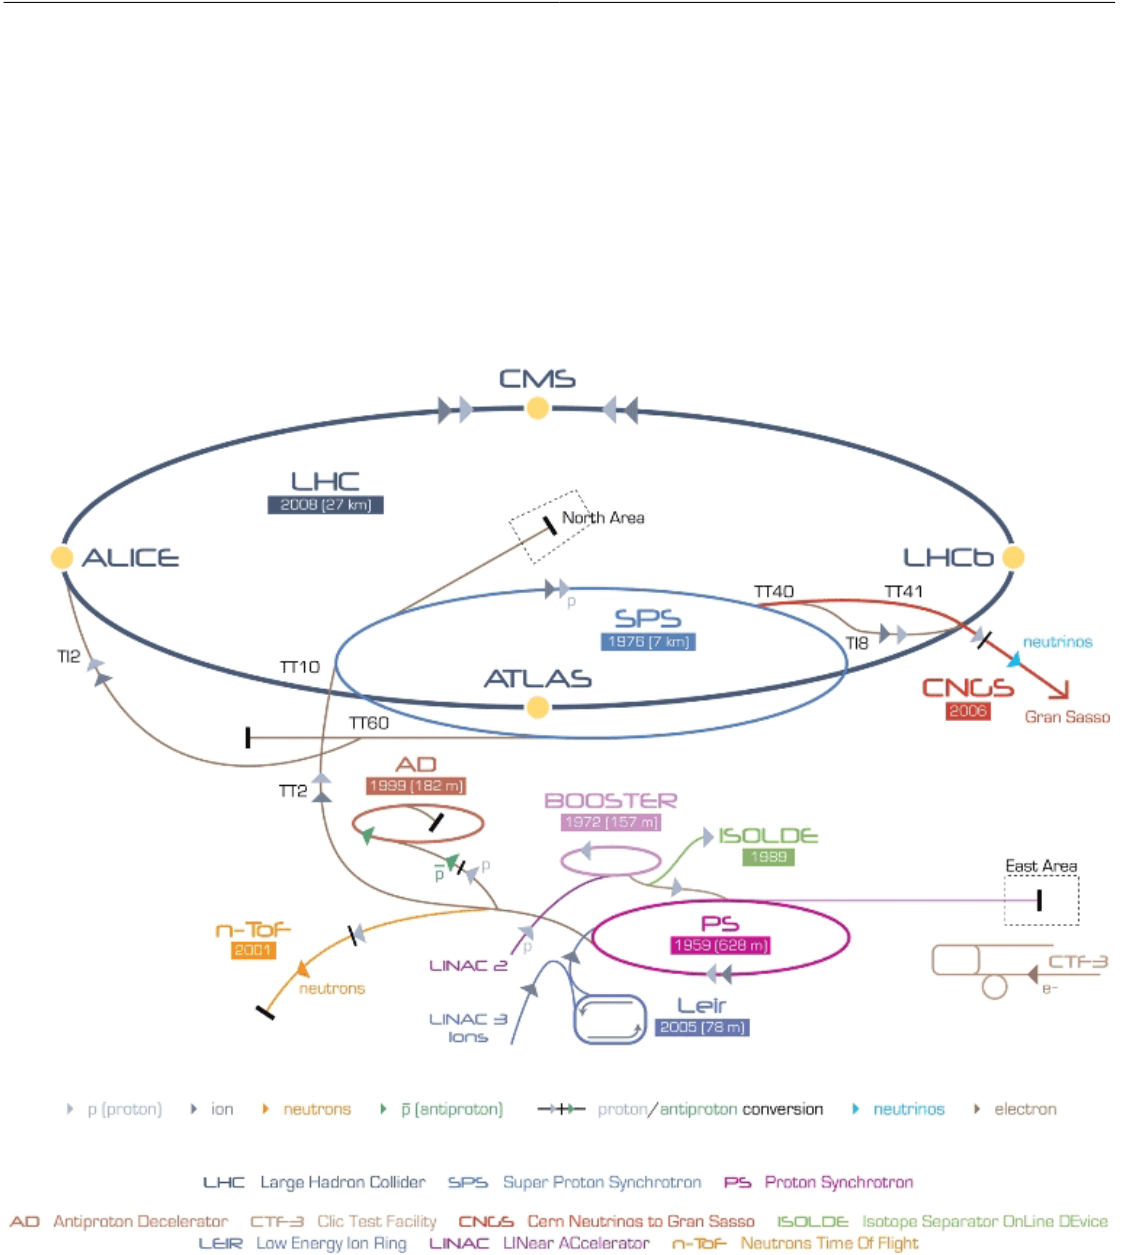 CMS
LHC
2008 (27 km)
North Area
ALICE
LHCb
TT40
TT41
p
SPS
1976 (7 km)
TI8
neutrinos
TI2
TT10
ATLAS
CNGS
2006
Gran Sasso
TT60
AD
1999 (182 m)
TT2
BOOSTER
1972 (157 m)
ISOLDE
1989
p̅
p
East Area
n-ToF
2001
PS
1959 (628 m)
LINAC 2
p
CTF-3
e-
neutrons
LINAC 3
Ions
Leir
2005 (78 m)
p (proton) ion neutrons p̅ (antiproton) proton/antiproton conversion neutrinos electron
LHC Large Hadron Collider SPS Super Proton Synchrotron PS Proton Synchrotron
AD Antiproton Decelerator CTF-3 Clic Test Facility CNGS Cern Neutrinos to Gran Sasso ISOLDE Isotope Separator OnLine DEvice
LEIR Low Energy Ion Ring LINAC LINear ACcelerator n-ToF Neutrons Time Of Flight